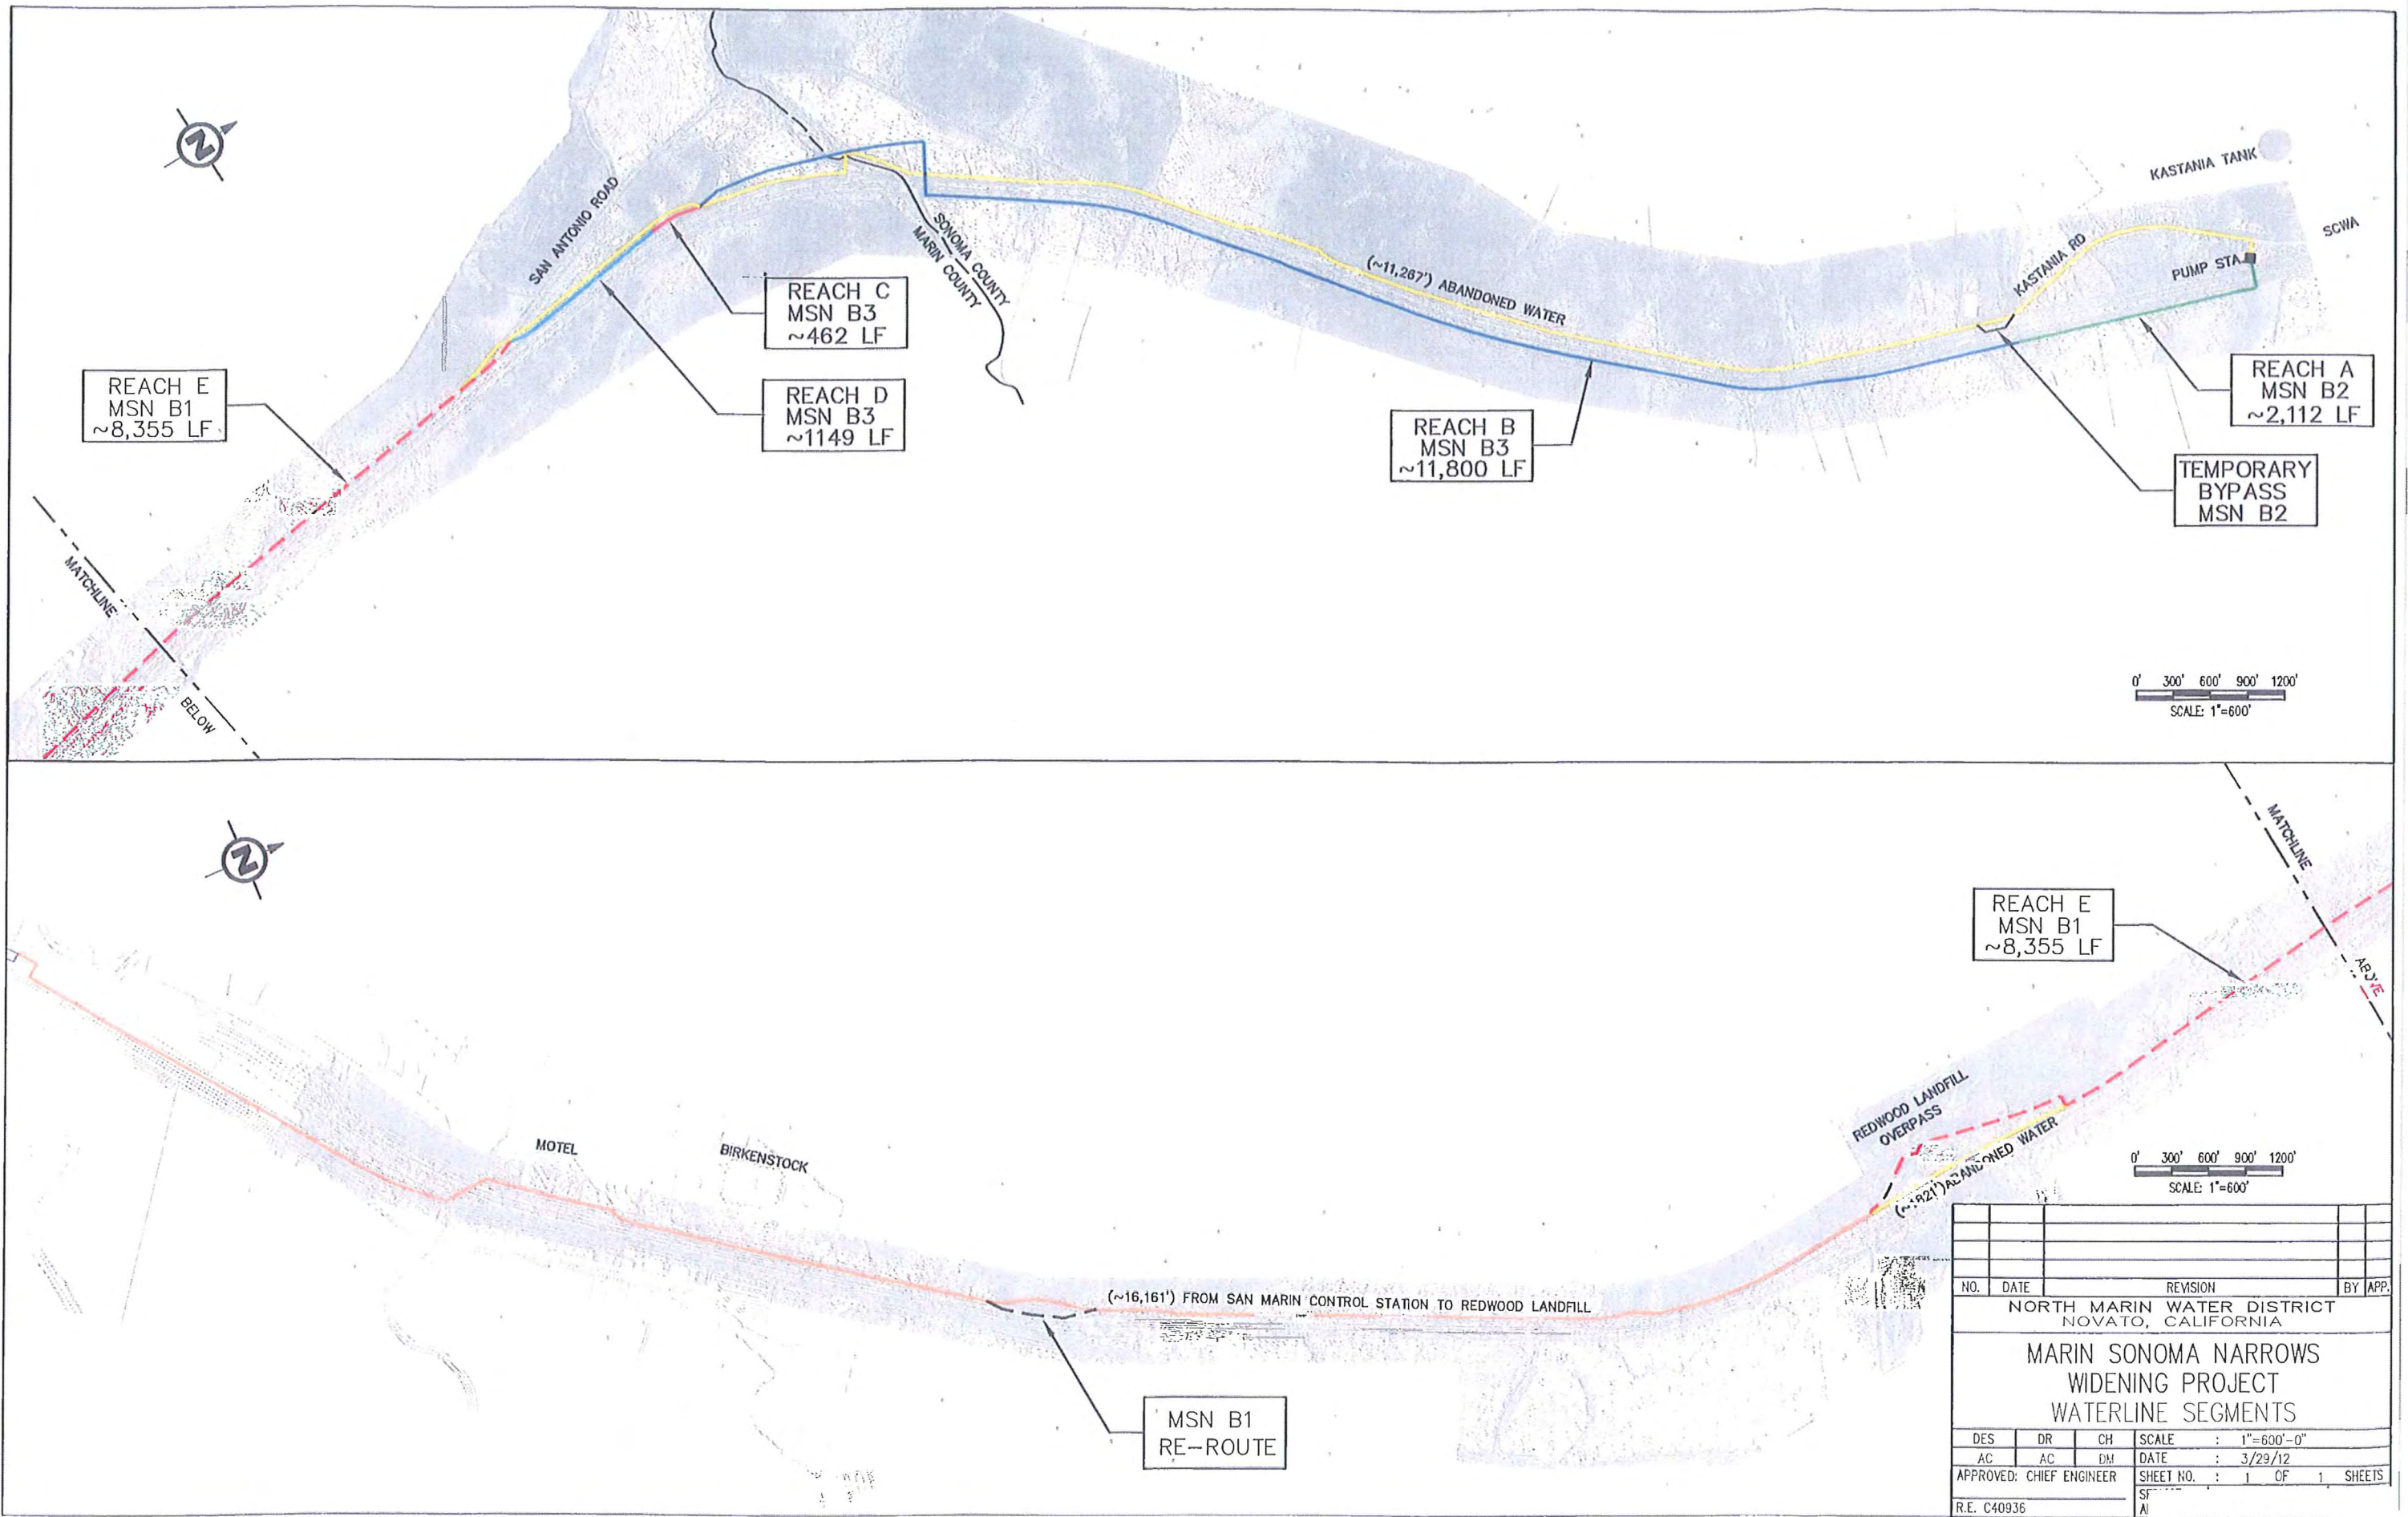 N
KASTANIA TANK
SCWA
SAN ANTONIO ROAD
SONOMA COUNTY
MARIN COUNTY
KASTANIA RD
PUMP STA.
(~11,267') ABANDONED WATER
REACH C
MSN B3
~462 LF
REACH D
MSN B3
~1149 LF
REACH E
MSN B1
~8,355 LF
REACH B
MSN B3
~11,800 LF
REACH A
MSN B2
~2,112 LF
TEMPORARY
BYPASS
MSN B2
MATCHLINE
BELOW
0' 300' 600' 900' 1200'
SCALE: 1"=600'
N
MATCHLINE
ABOVE
REACH E
MSN B1
~8,355 LF
REDWOOD LANDFILL
OVERPASS
ABANDONED WATER
MOTEL
BIRKENSTOCK
(~16,161') FROM SAN MARIN CONTROL STATION TO REDWOOD LANDFILL
MSN B1
RE-ROUTE
0' 300' 600' 900' 1200'
SCALE: 1"=600'
NO. DATE REVISION BY APP.
NORTH MARIN WATER DISTRICT
NOVATO, CALIFORNIA
MARIN SONOMA NARROWS
WIDENING PROJECT
WATERLINE SEGMENTS
DES DR CH SCALE : 1"=600'-0"
AC AC DM DATE : 3/29/12
APPROVED: CHIEF ENGINEER SHEET NO. : 1 OF 1 SHEETS
R.E. C40936